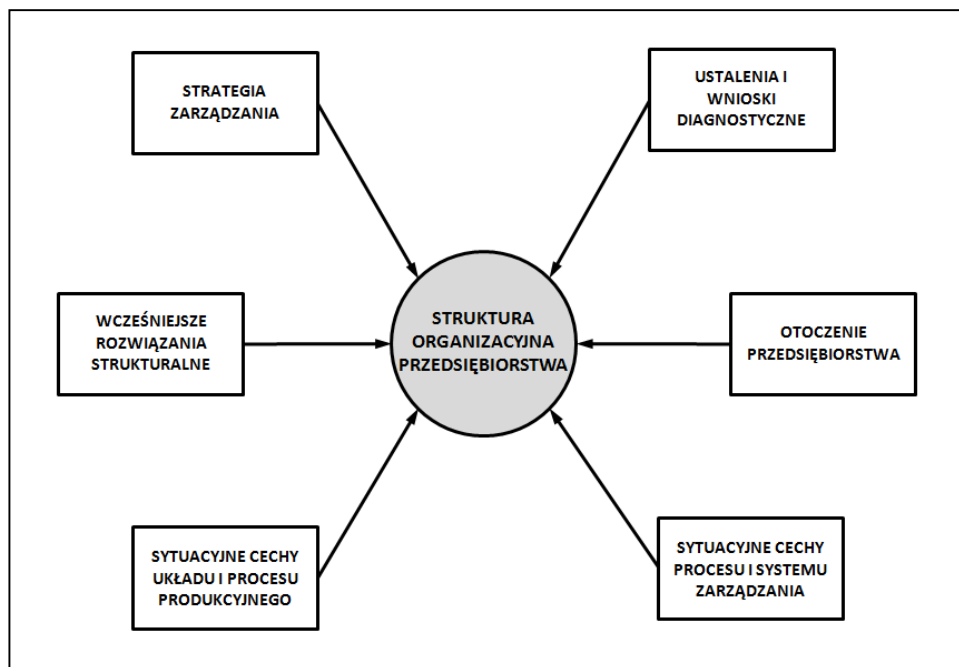 STRATEGIA
ZARZĄDZANIA
USTALENIA I
WNIOSKI
DIAGNOSTYCZNE
WCZEŚNIEJSZE
ROZWIĄZANIA
STRUKTURALNE
STRUKTURA
ORGANIZACYJNA
PRZEDSIĘBIORSTWA
OTOCZENIE
PRZEDSIĘBIORSTWA
SYTUACYJNE CECHY
UKŁADU I PROCESU
PRODUKCYJNEGO
SYTUACYJNE CECHY
PROCESU I SYSTEMU
ZARZĄDZANIA